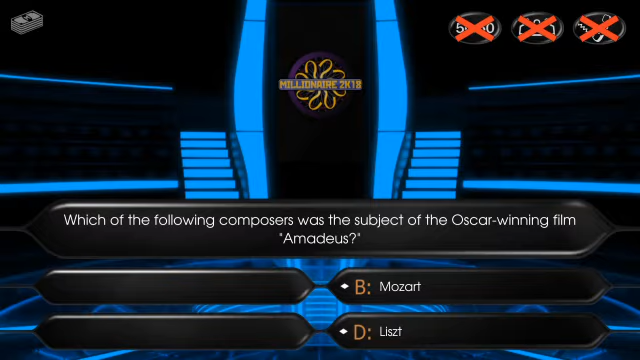 MILLIONAIRE 2K18
Which of the following composers was the subject of the Oscar-winning film
"Amadeus?"
B: Mozart
D: Liszt